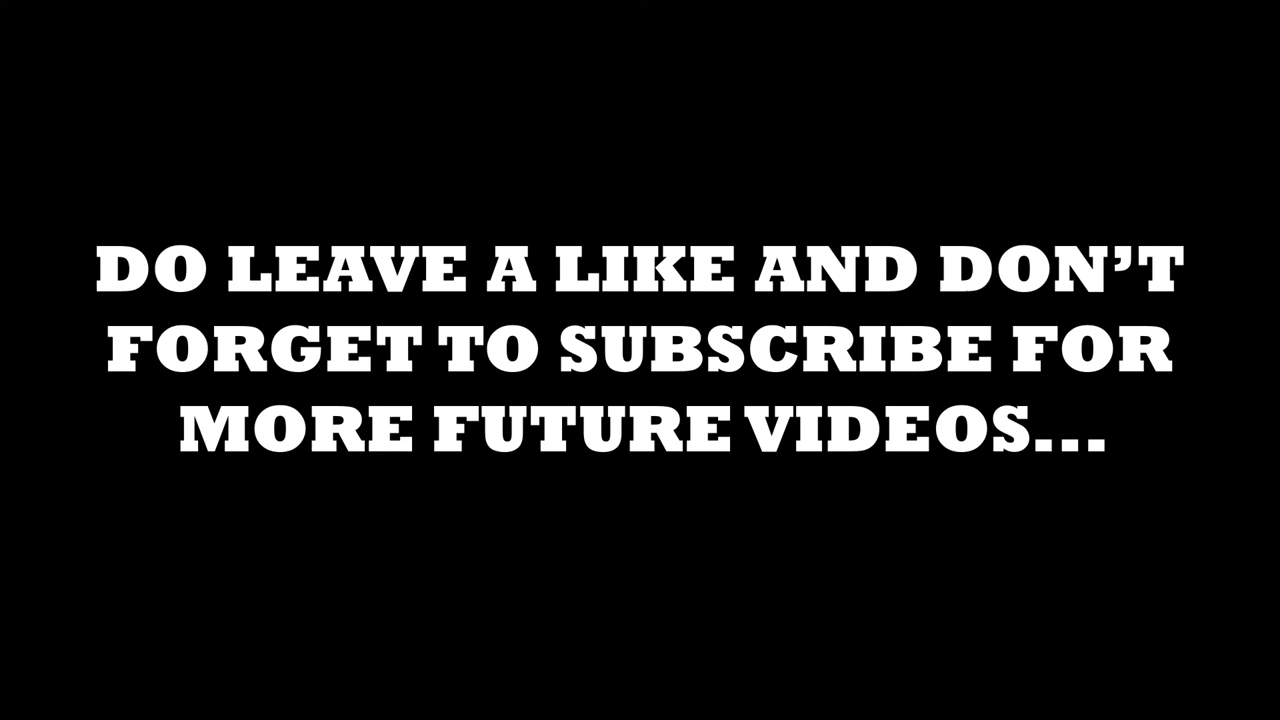 DO LEAVE A LIKE AND DON’T
FORGET TO SUBSCRIBE FOR
MORE FUTURE VIDEOS...